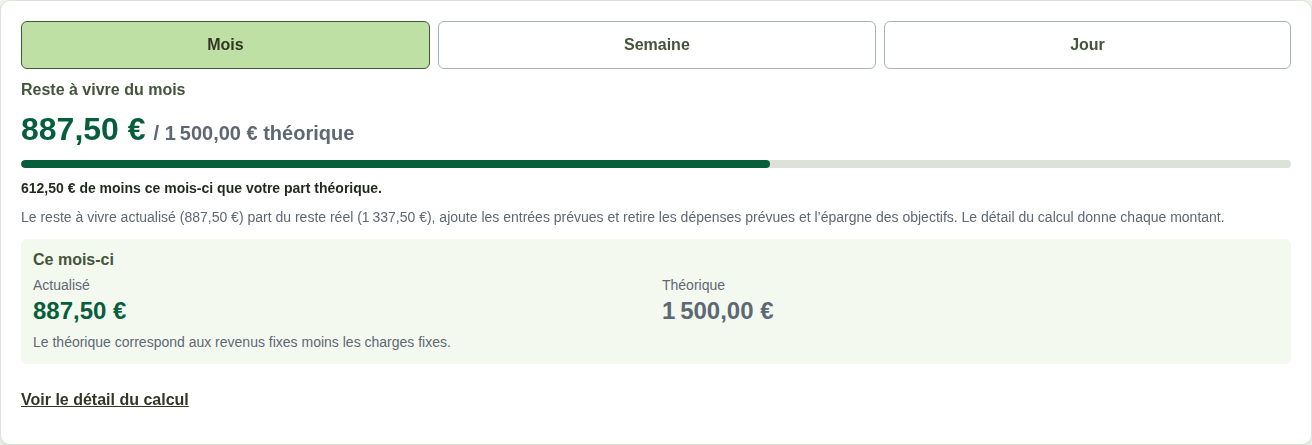 Mois
Semaine
Jour
Reste à vivre du mois
887,50 € / 1 500,00 € théorique
612,50 € de moins ce mois-ci que votre part théorique.
Le reste à vivre actualisé (887,50 €) part du reste réel (1 337,50 €), ajoute les entrées prévues et retire les dépenses prévues et l’épargne des objectifs. Le détail du calcul donne chaque montant.
Ce mois-ci
Actualisé
Théorique
887,50 €
1 500,00 €
Le théorique correspond aux revenus fixes moins les charges fixes.
Voir le détail du calcul